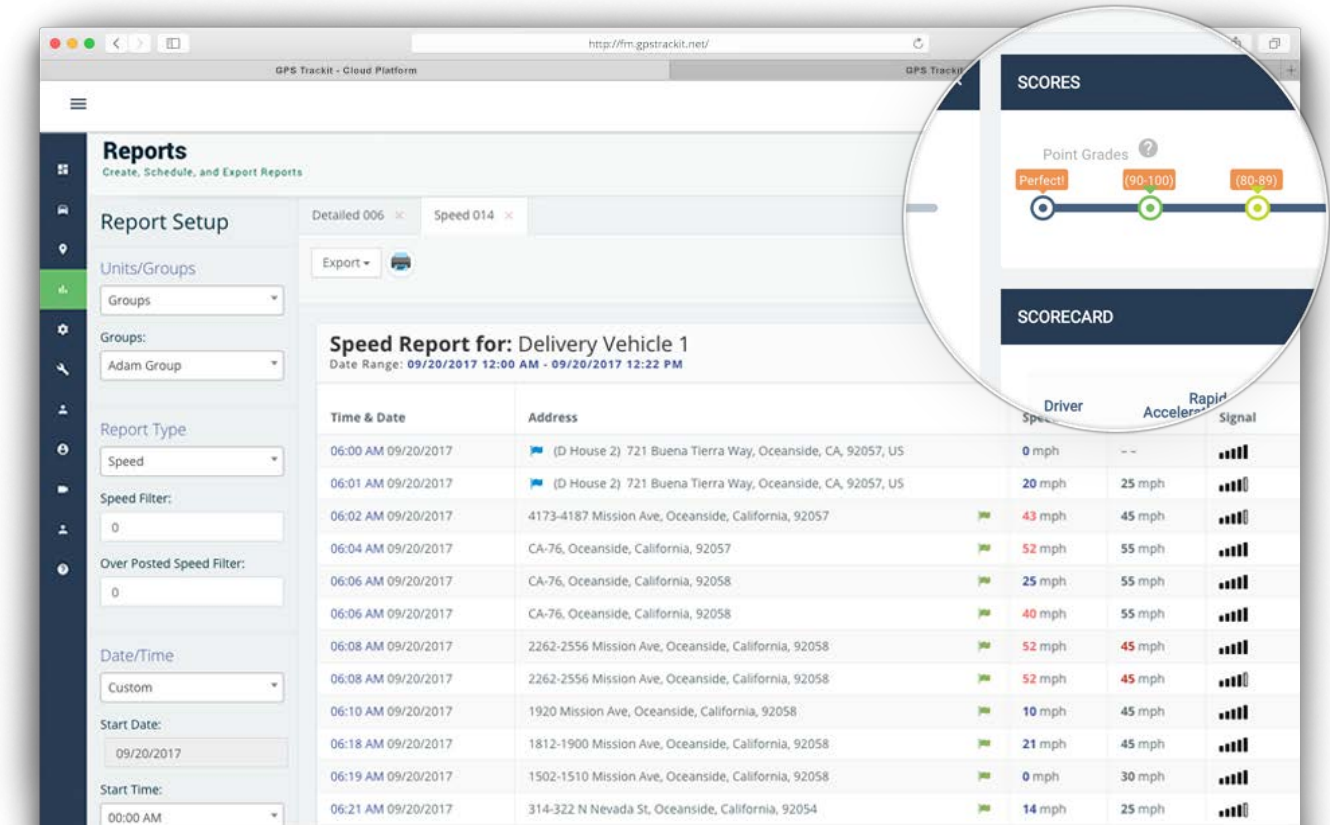 http://fm.gpstrackit.net/
GPS Trackit - Cloud Platform
GPS Trackit
Reports
Create, Schedule, and Export Reports
Report Setup
Units/Groups
Groups
Groups:
Adam Group
Report Type
Speed
Speed Filter:
0
Over Posted Speed Filter:
0
Date/Time
Custom
Start Date:
09/20/2017
Start Time:
00:00 AM
Detailed 006
Speed 014
Export
Speed Report for: Delivery Vehicle 1
Date Range: 09/20/2017 12:00 AM - 09/20/2017 12:22 PM
Time & Date Address Signal
06:00 AM 09/20/2017 (D House 2) 721 Buena Tierra Way, Oceanside, CA, 92057, US 0 mph - -
06:01 AM 09/20/2017 (D House 2) 721 Buena Tierra Way, Oceanside, CA, 92057, US 20 mph 25 mph
06:02 AM 09/20/2017 4173-4187 Mission Ave, Oceanside, California, 92057 43 mph 45 mph
06:04 AM 09/20/2017 CA-76, Oceanside, California, 92057 52 mph 55 mph
06:06 AM 09/20/2017 CA-76, Oceanside, California, 92058 25 mph 55 mph
06:06 AM 09/20/2017 CA-76, Oceanside, California, 92058 40 mph 55 mph
06:08 AM 09/20/2017 2262-2556 Mission Ave, Oceanside, California, 92058 52 mph 45 mph
06:08 AM 09/20/2017 2262-2556 Mission Ave, Oceanside, California, 92058 52 mph 45 mph
06:10 AM 09/20/2017 1920 Mission Ave, Oceanside, California, 92058 10 mph 45 mph
06:18 AM 09/20/2017 1812-1900 Mission Ave, Oceanside, California, 92058 21 mph 45 mph
06:19 AM 09/20/2017 1502-1510 Mission Ave, Oceanside, California, 92058 0 mph 30 mph
06:21 AM 09/20/2017 314-322 N Nevada St, Oceanside, California, 92054 14 mph 25 mph
SCORES
Point Grades ?
Perfect! (90-100) (80-89)
SCORECARD
Driver
Rapid